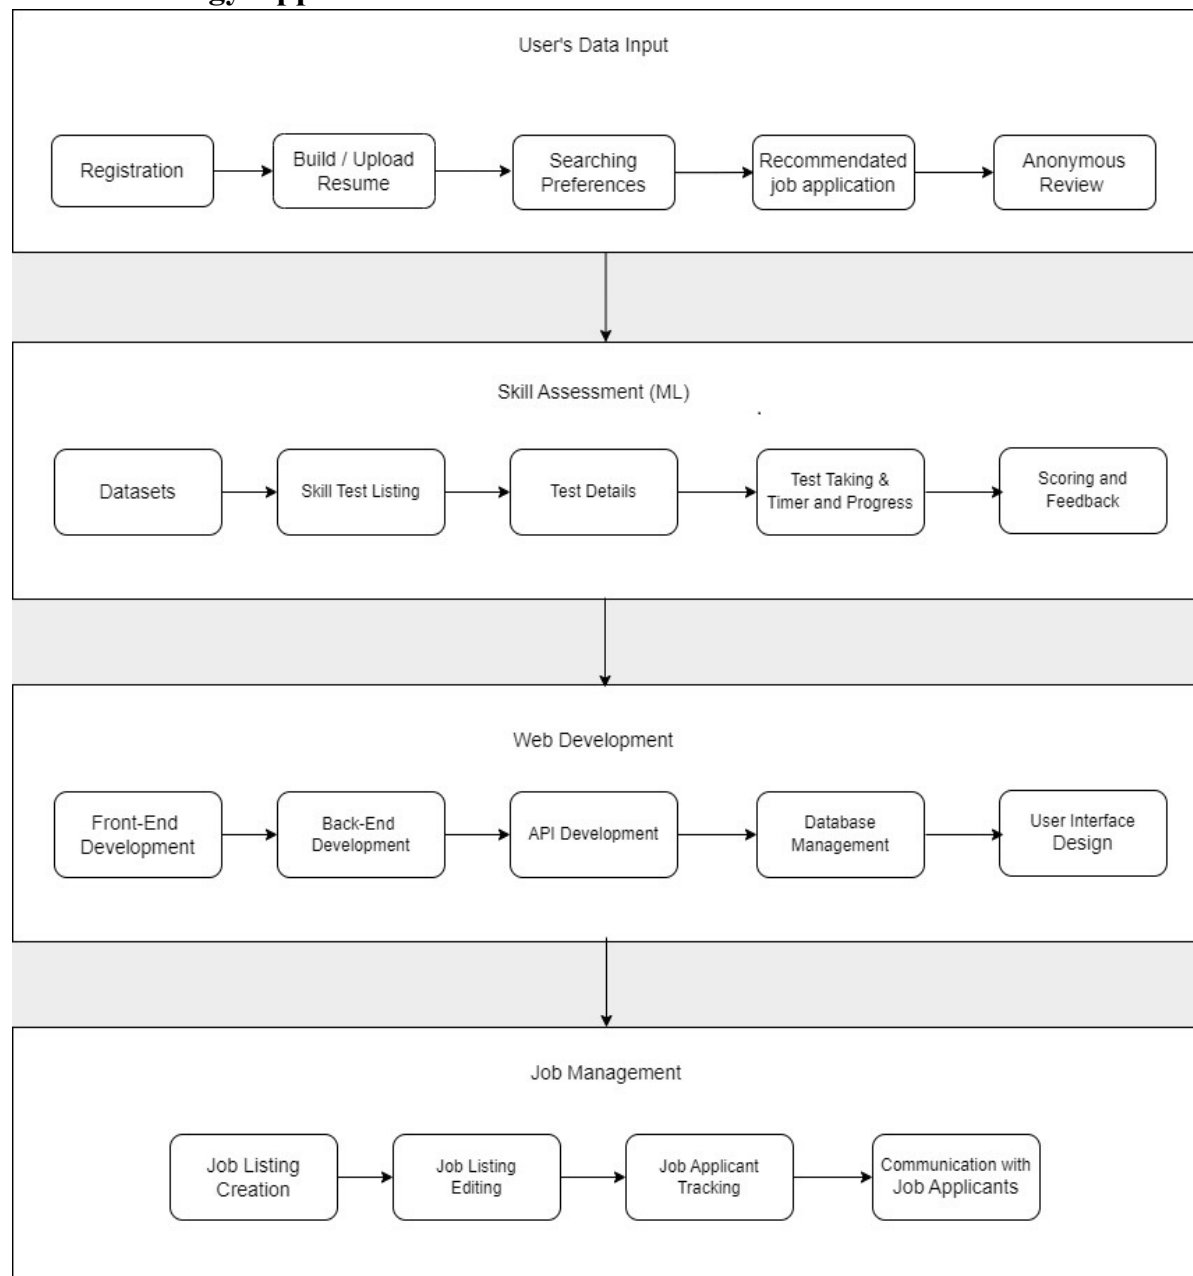 User's Data Input
Registration
Build / Upload
Resume
Searching
Preferences
Recommendated
job application
Anonymous
Review
Skill Assessment (ML)
Datasets
Skill Test Listing
Test Details
Test Taking &
Timer and Progress
Scoring and
Feedback
Web Development
Front-End
Development
Back-End
Development
API Development
Database
Management
User Interface
Design
Job Management
Job Listing
Creation
Job Listing
Editing
Job Applicant
Tracking
Communication with
Job Applicants